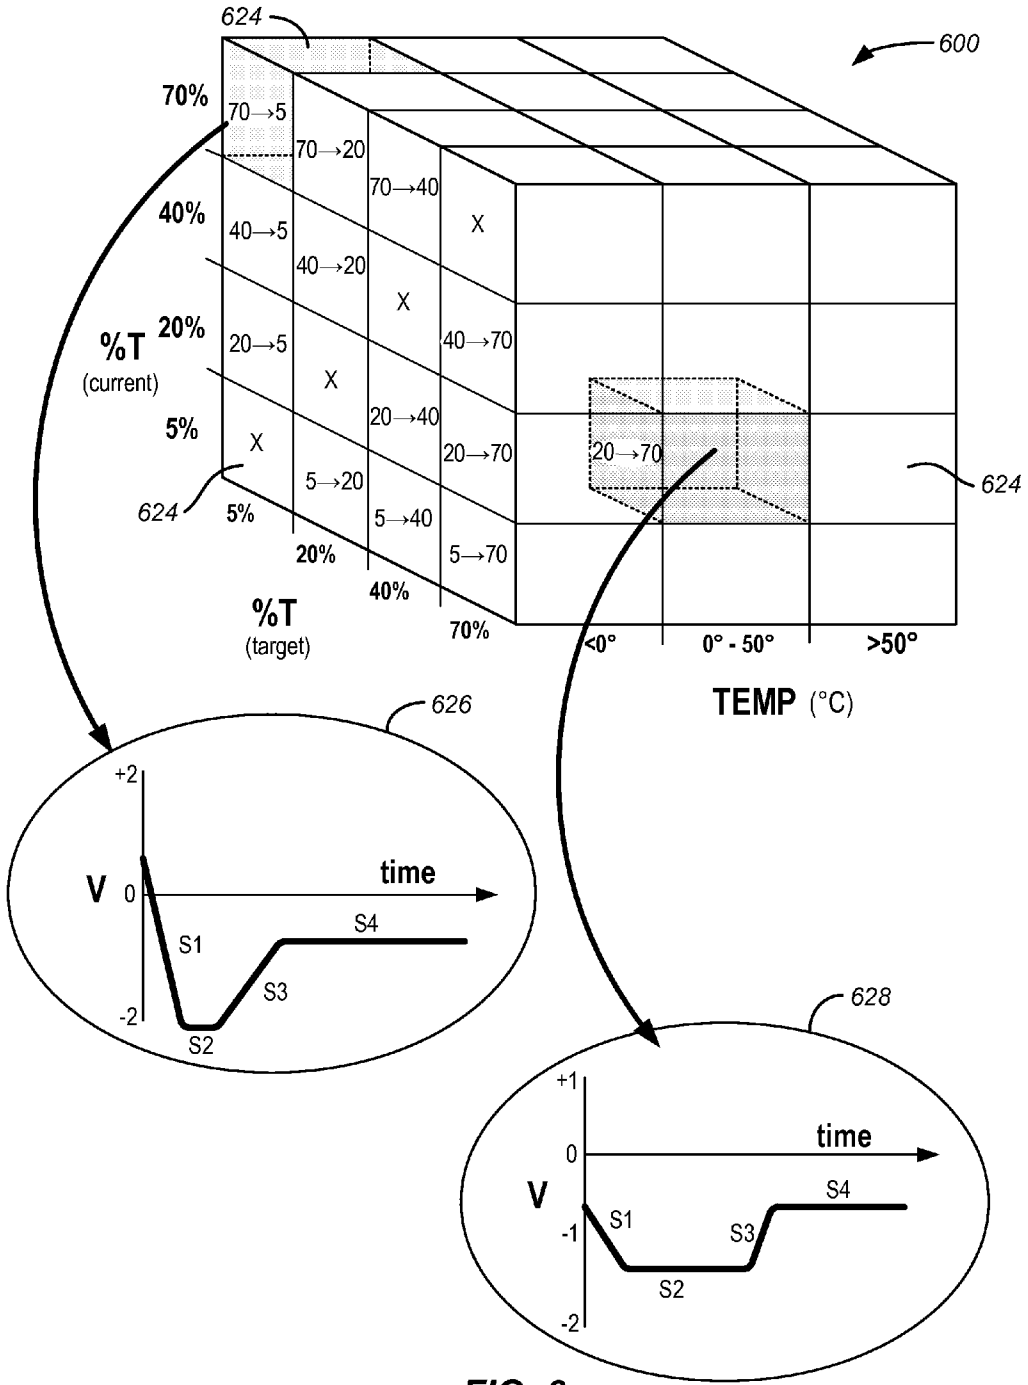 624
600
70%
70→5
70→20
70→40
X
40%
40→5
40→20
X
40→70
%T
(current)
20%
20→5
X
20→40
20→70
20→70
5%
X
5→20
5→40
5→70
624
624
5%
20%
40%
70%
%T
(target)
<0°
0° - 50°
>50°
TEMP (°C)
626
+2
V
0
time
S4
S1
S3
-2
S2
628
+1
time
0
V
S4
S1
-1
S3
S2
-2